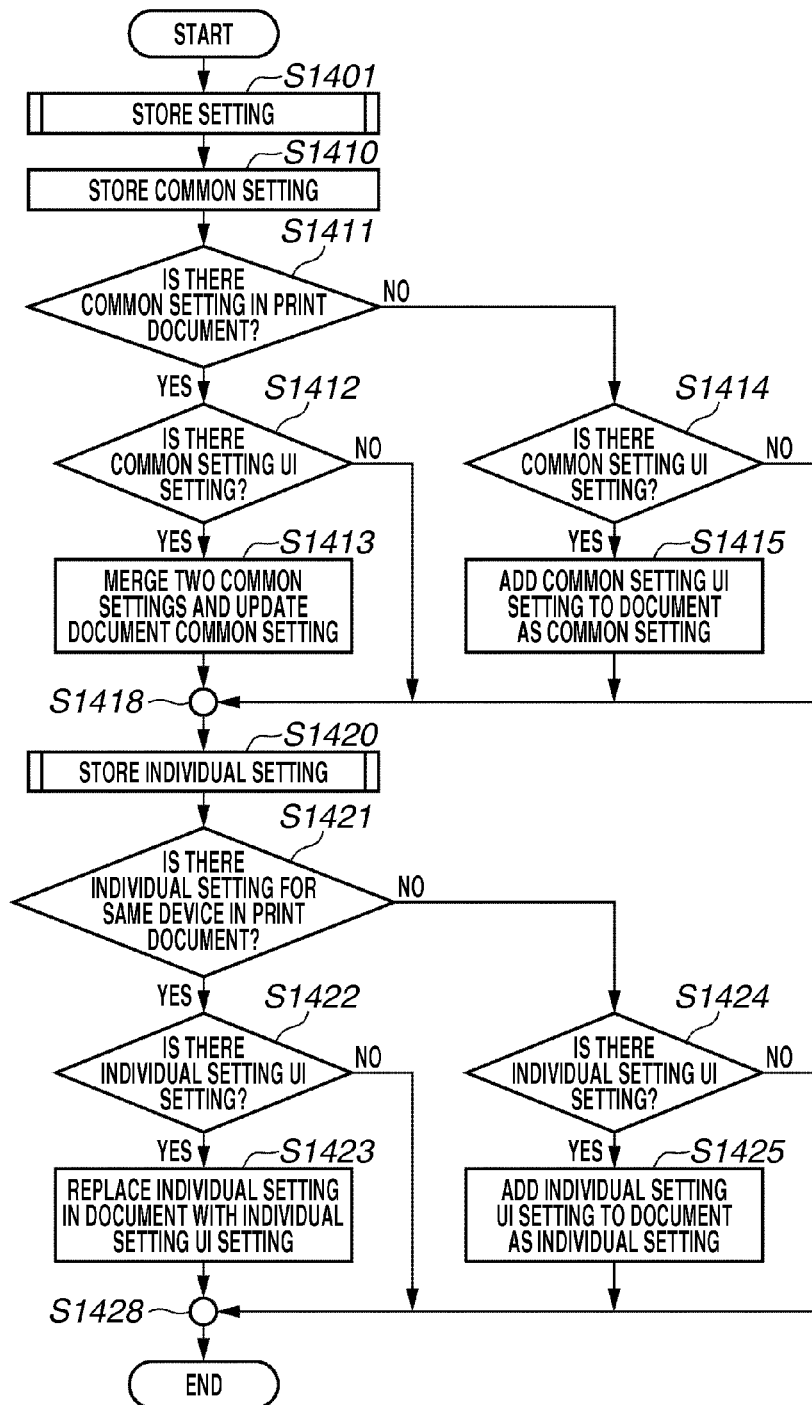 START
S1401
STORE SETTING
S1410
STORE COMMON SETTING
S1411
IS THERE
COMMON SETTING IN PRINT
DOCUMENT?
NO
YES
S1412
IS THERE
COMMON SETTING UI
SETTING?
NO
S1414
IS THERE
COMMON SETTING UI
SETTING?
NO
YES
S1413
MERGE TWO COMMON
SETTINGS AND UPDATE
DOCUMENT COMMON SETTING
YES
S1415
ADD COMMON SETTING UI
SETTING TO DOCUMENT
AS COMMON SETTING
S1418
S1420
STORE INDIVIDUAL SETTING
S1421
IS THERE
INDIVIDUAL SETTING FOR
SAME DEVICE IN PRINT
DOCUMENT?
NO
YES
S1422
IS THERE
INDIVIDUAL SETTING UI
SETTING?
NO
S1424
IS THERE
INDIVIDUAL SETTING UI
SETTING?
NO
YES
S1423
REPLACE INDIVIDUAL SETTING
IN DOCUMENT WITH INDIVIDUAL
SETTING UI SETTING
YES
S1425
ADD INDIVIDUAL SETTING
UI SETTING TO DOCUMENT
AS INDIVIDUAL SETTING
S1428
END